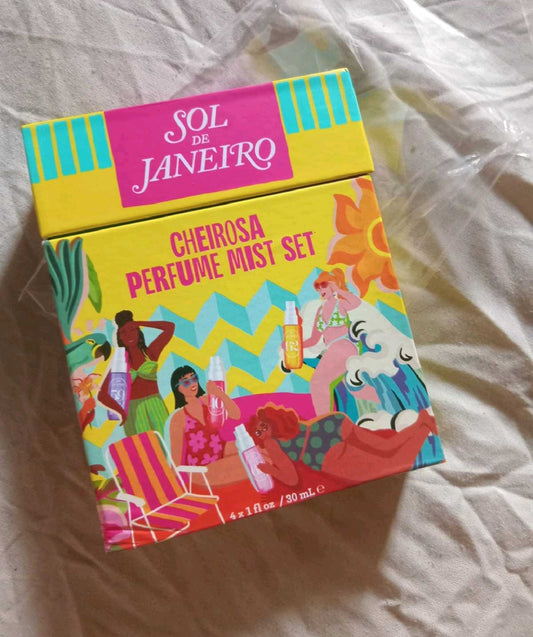 SOL
DE
JANEIRO
CHEIROSA
PERFUME MIST SET
4 x 1 fl oz / 30 mL ℮